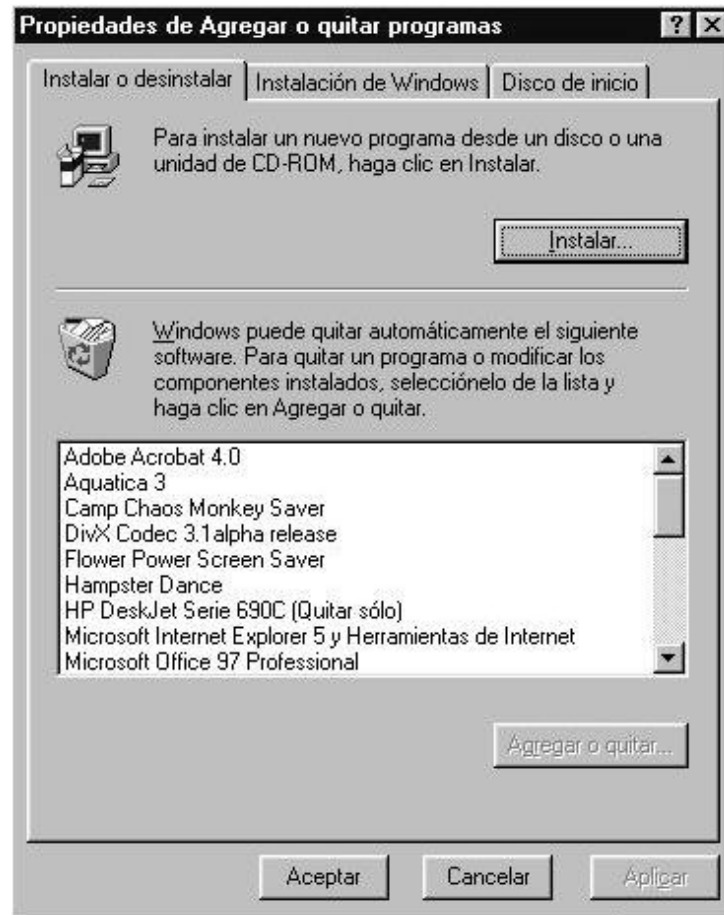 Propiedades de Agregar o quitar programas
Instalar o desinstalar
Instalación de Windows
Disco de inicio
Para instalar un nuevo programa desde un disco o una
unidad de CD-ROM, haga clic en Instalar.
Instalar...
Windows puede quitar automáticamente el siguiente
software. Para quitar un programa o modificar los
componentes instalados, selecciónelo de la lista y
haga clic en Agregar o quitar.
Adobe Acrobat 4.0
Aquatica 3
Camp Chaos Monkey Saver
DivX Codec 3.1alpha release
Flower Power Screen Saver
Hampster Dance
HP DeskJet Serie 690C (Quitar sólo)
Microsoft Internet Explorer 5 y Herramientas de Internet
Microsoft Office 97 Professional
Agregar o quitar...
Aceptar
Cancelar
Aplicar